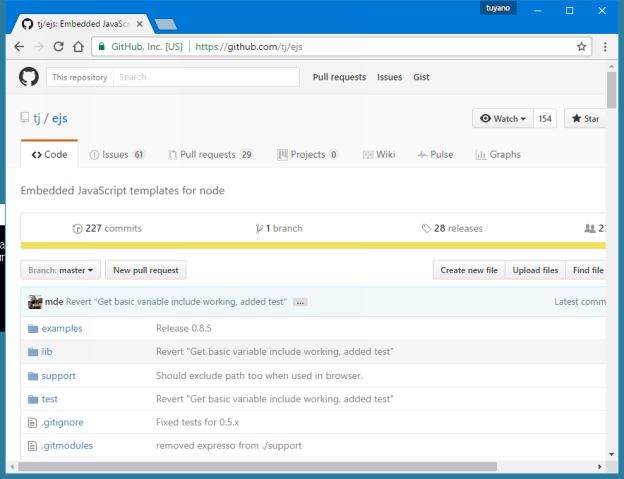 tuyano
tj/ejs: Embedded JavaScri
GitHub, Inc. [US] https://github.com/tj/ejs
This repository Search Pull requests Issues Gist
tj / ejs Watch 154 Star
Code Issues 61 Pull requests 29 Projects 0 Wiki Pulse Graphs
Embedded JavaScript templates for node
227 commits 1 branch 28 releases
Branch: master New pull request Create new file Upload files Find file
mde Revert "Get basic variable include working, added test" ... Latest comm
examples Release 0.8.5
lib Revert "Get basic variable include working, added test"
support Should exclude path too when used in browser.
test Revert "Get basic variable include working, added test"
.gitignore Fixed tests for 0.5.x
.gitmodules removed expresso from ./support